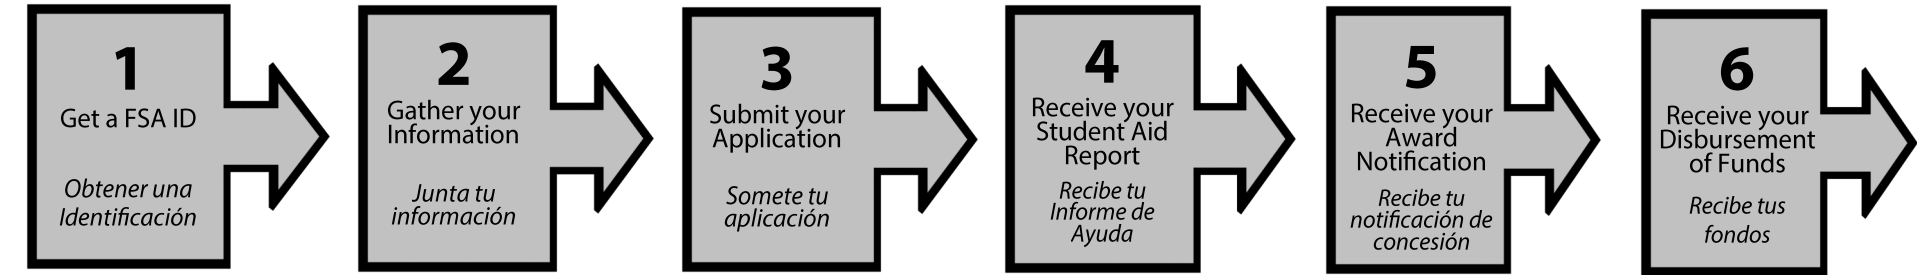 1
Get a FSA ID
Obtener una
Identificación
2
Gather your
Information
Junta tu
información
3
Submit your
Application
Somete tu
aplicación
4
Receive your
Student Aid
Report
Recibe tu
Informe de
Ayuda
5
Receive your
Award
Notification
Recibe tu
notificación de
concesión
6
Receive your
Disbursement
of Funds
Recibe tus
fondos